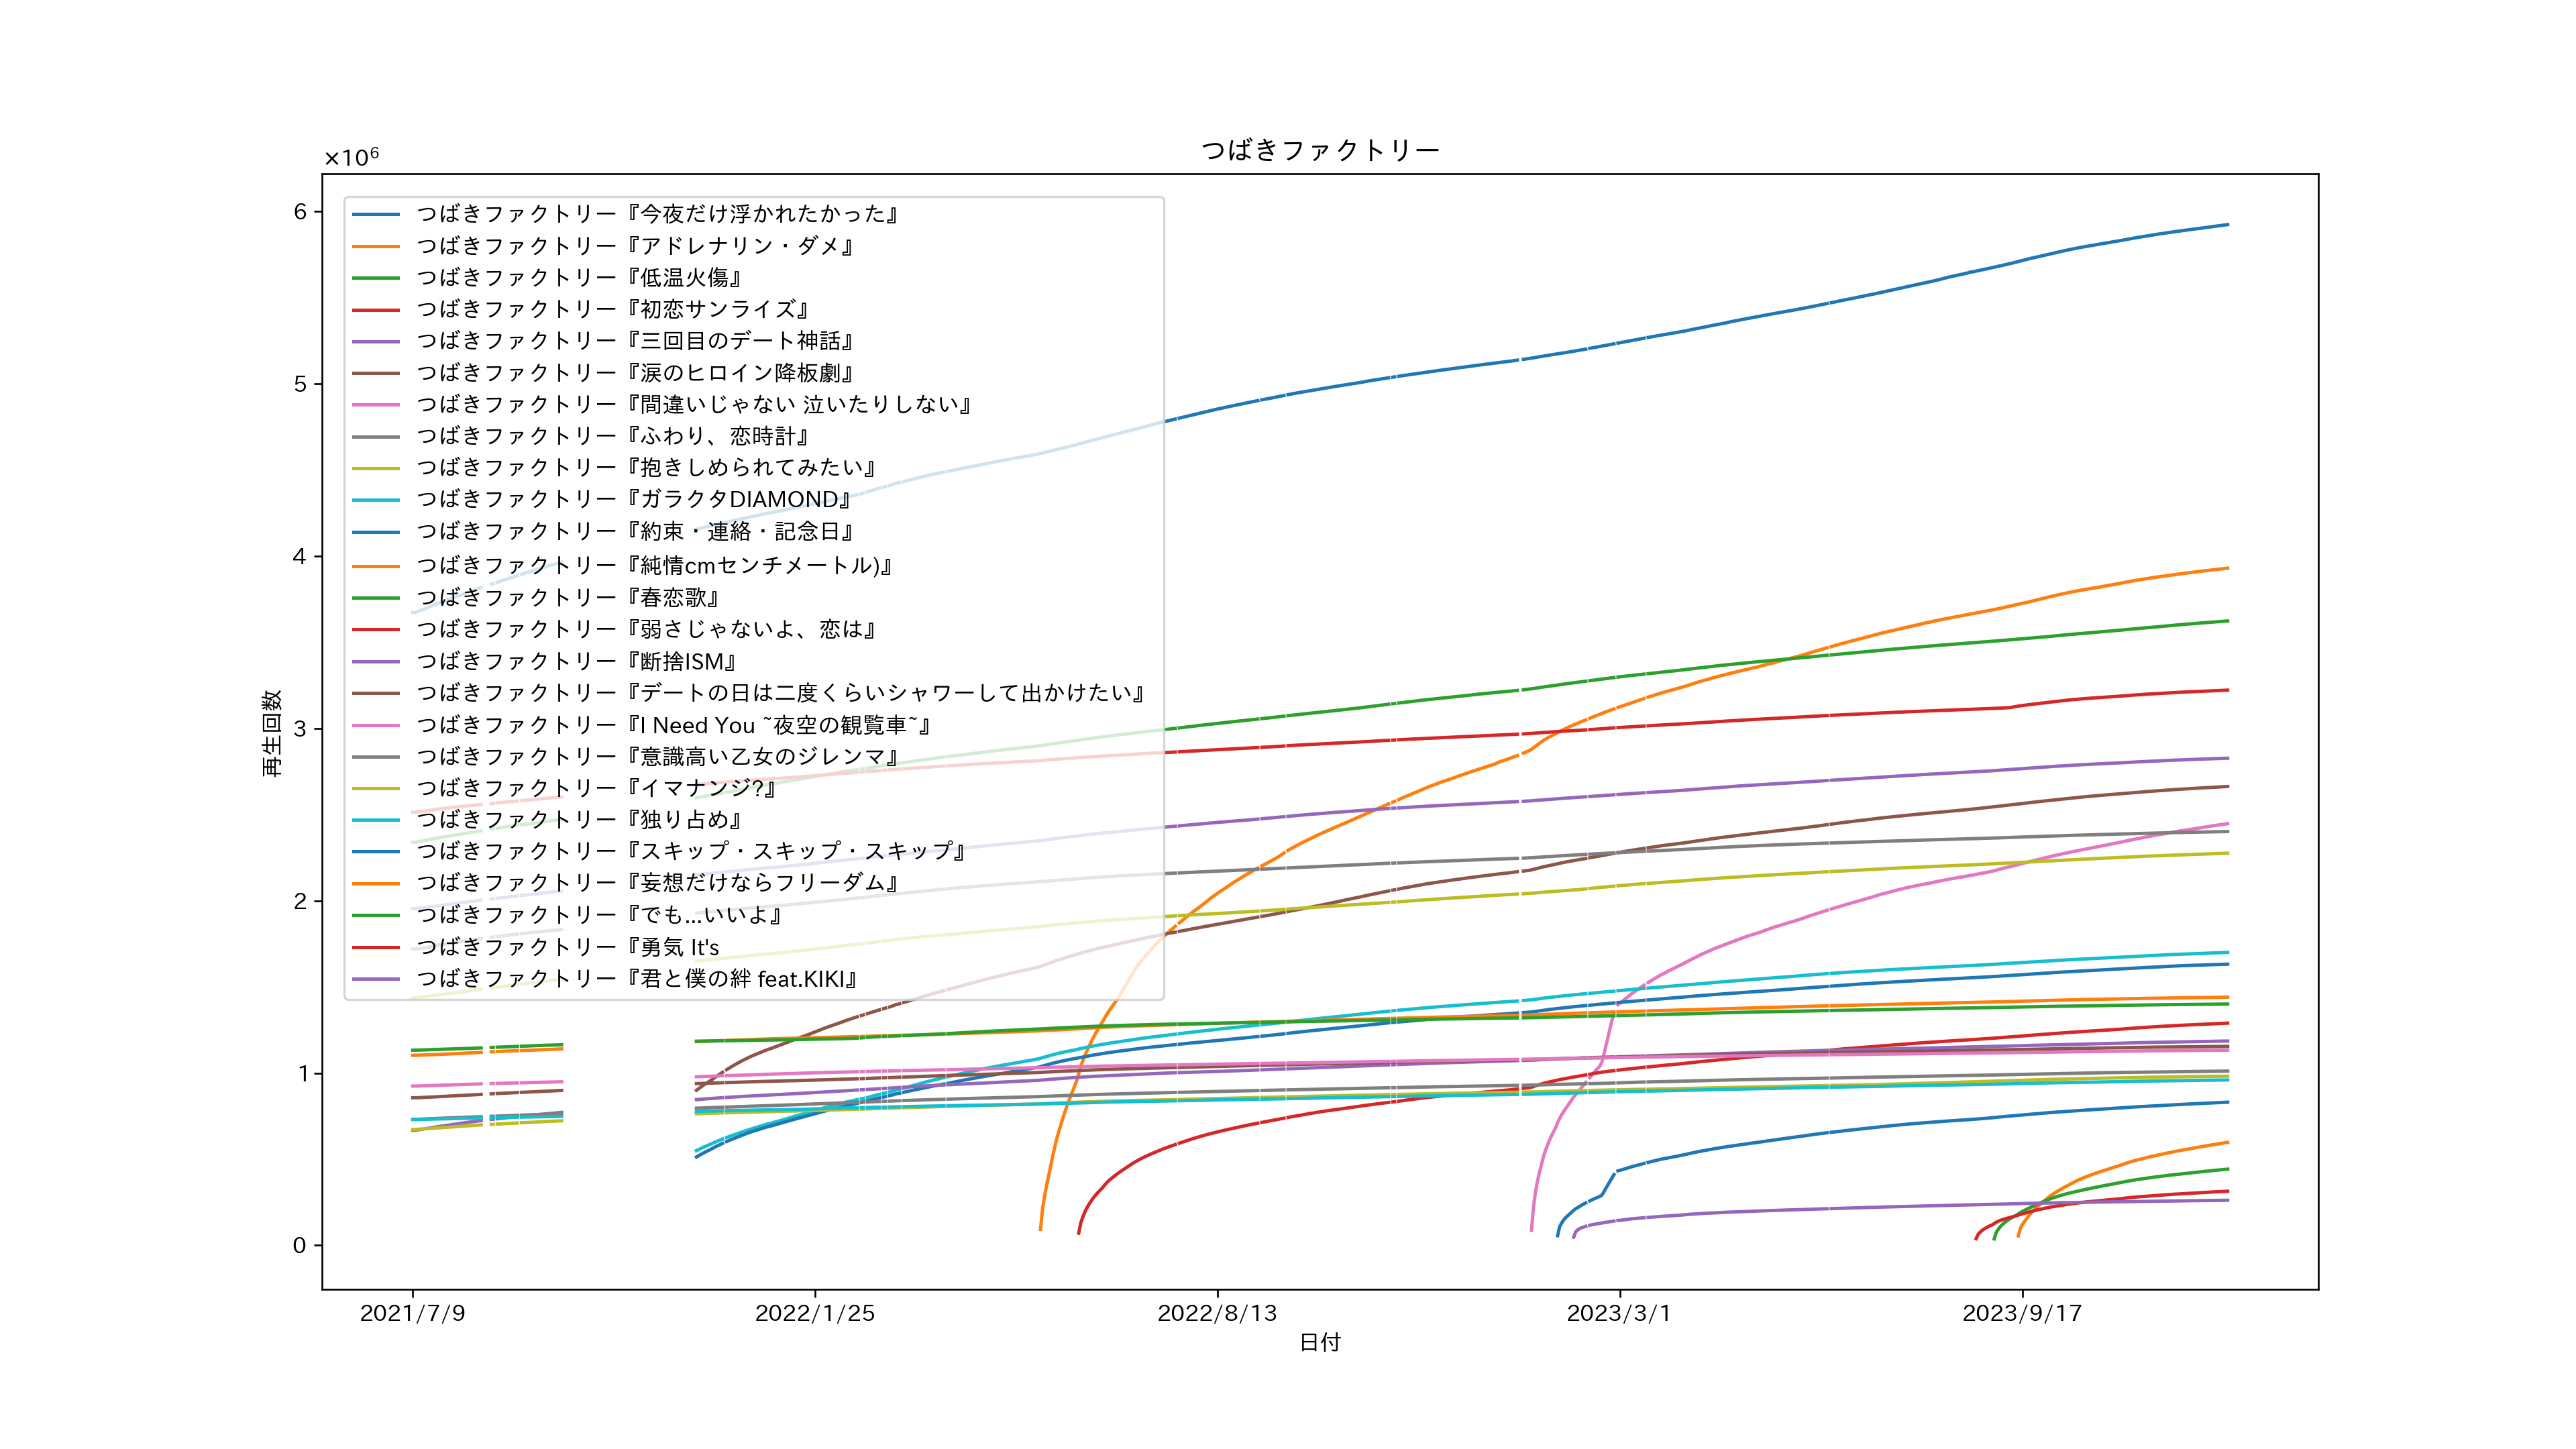 つばきファクトリー
×10⁶
つばきファクトリー『今夜だけ浮かれたかった』
つばきファクトリー『アドレナリン・ダメ』
つばきファクトリー『低温火傷』
つばきファクトリー『初恋サンライズ』
つばきファクトリー『三回目のデート神話』
つばきファクトリー『涙のヒロイン降板劇』
つばきファクトリー『間違いじゃない 泣いたりしない』
つばきファクトリー『ふわり、恋時計』
つばきファクトリー『抱きしめられてみたい』
つばきファクトリー『ガラクタDIAMOND』
つばきファクトリー『約束・連絡・記念日』
つばきファクトリー『純情cmセンチメートル)』
つばきファクトリー『春恋歌』
つばきファクトリー『弱さじゃないよ、恋は』
つばきファクトリー『断捨ISM』
つばきファクトリー『デートの日は二度くらいシャワーして出かけたい』
つばきファクトリー『I Need You ~夜空の観覧車~』
つばきファクトリー『意識高い乙女のジレンマ』
つばきファクトリー『イマナンジ?』
つばきファクトリー『独り占め』
つばきファクトリー『スキップ・スキップ・スキップ』
つばきファクトリー『妄想だけならフリーダム』
つばきファクトリー『でも...いいよ』
つばきファクトリー『勇気 It's
つばきファクトリー『君と僕の絆 feat.KIKI』
6
5
4
3
2
1
0
再生回数
2021/7/9
2022/1/25
2022/8/13
2023/3/1
2023/9/17
日付